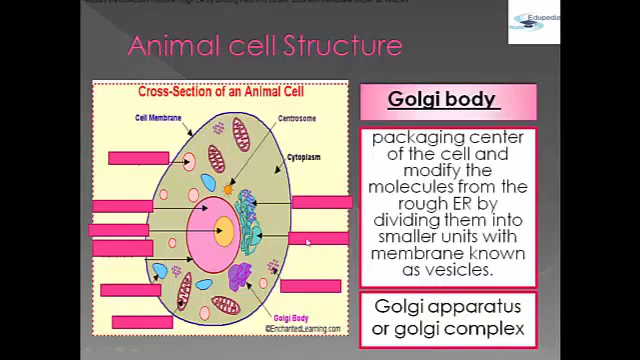 Edupedia
Animal cell Structure
Cross-Section of an Animal Cell
Cell Membrane
Centrosome
Cytoplasm
Golgi Body
©EnchantedLearning.com
Golgi body
packaging center
of the cell and
modify the
molecules from the
rough ER by
dividing them into
smaller units with
membrane known
as vesicles.
Golgi apparatus
or golgi complex